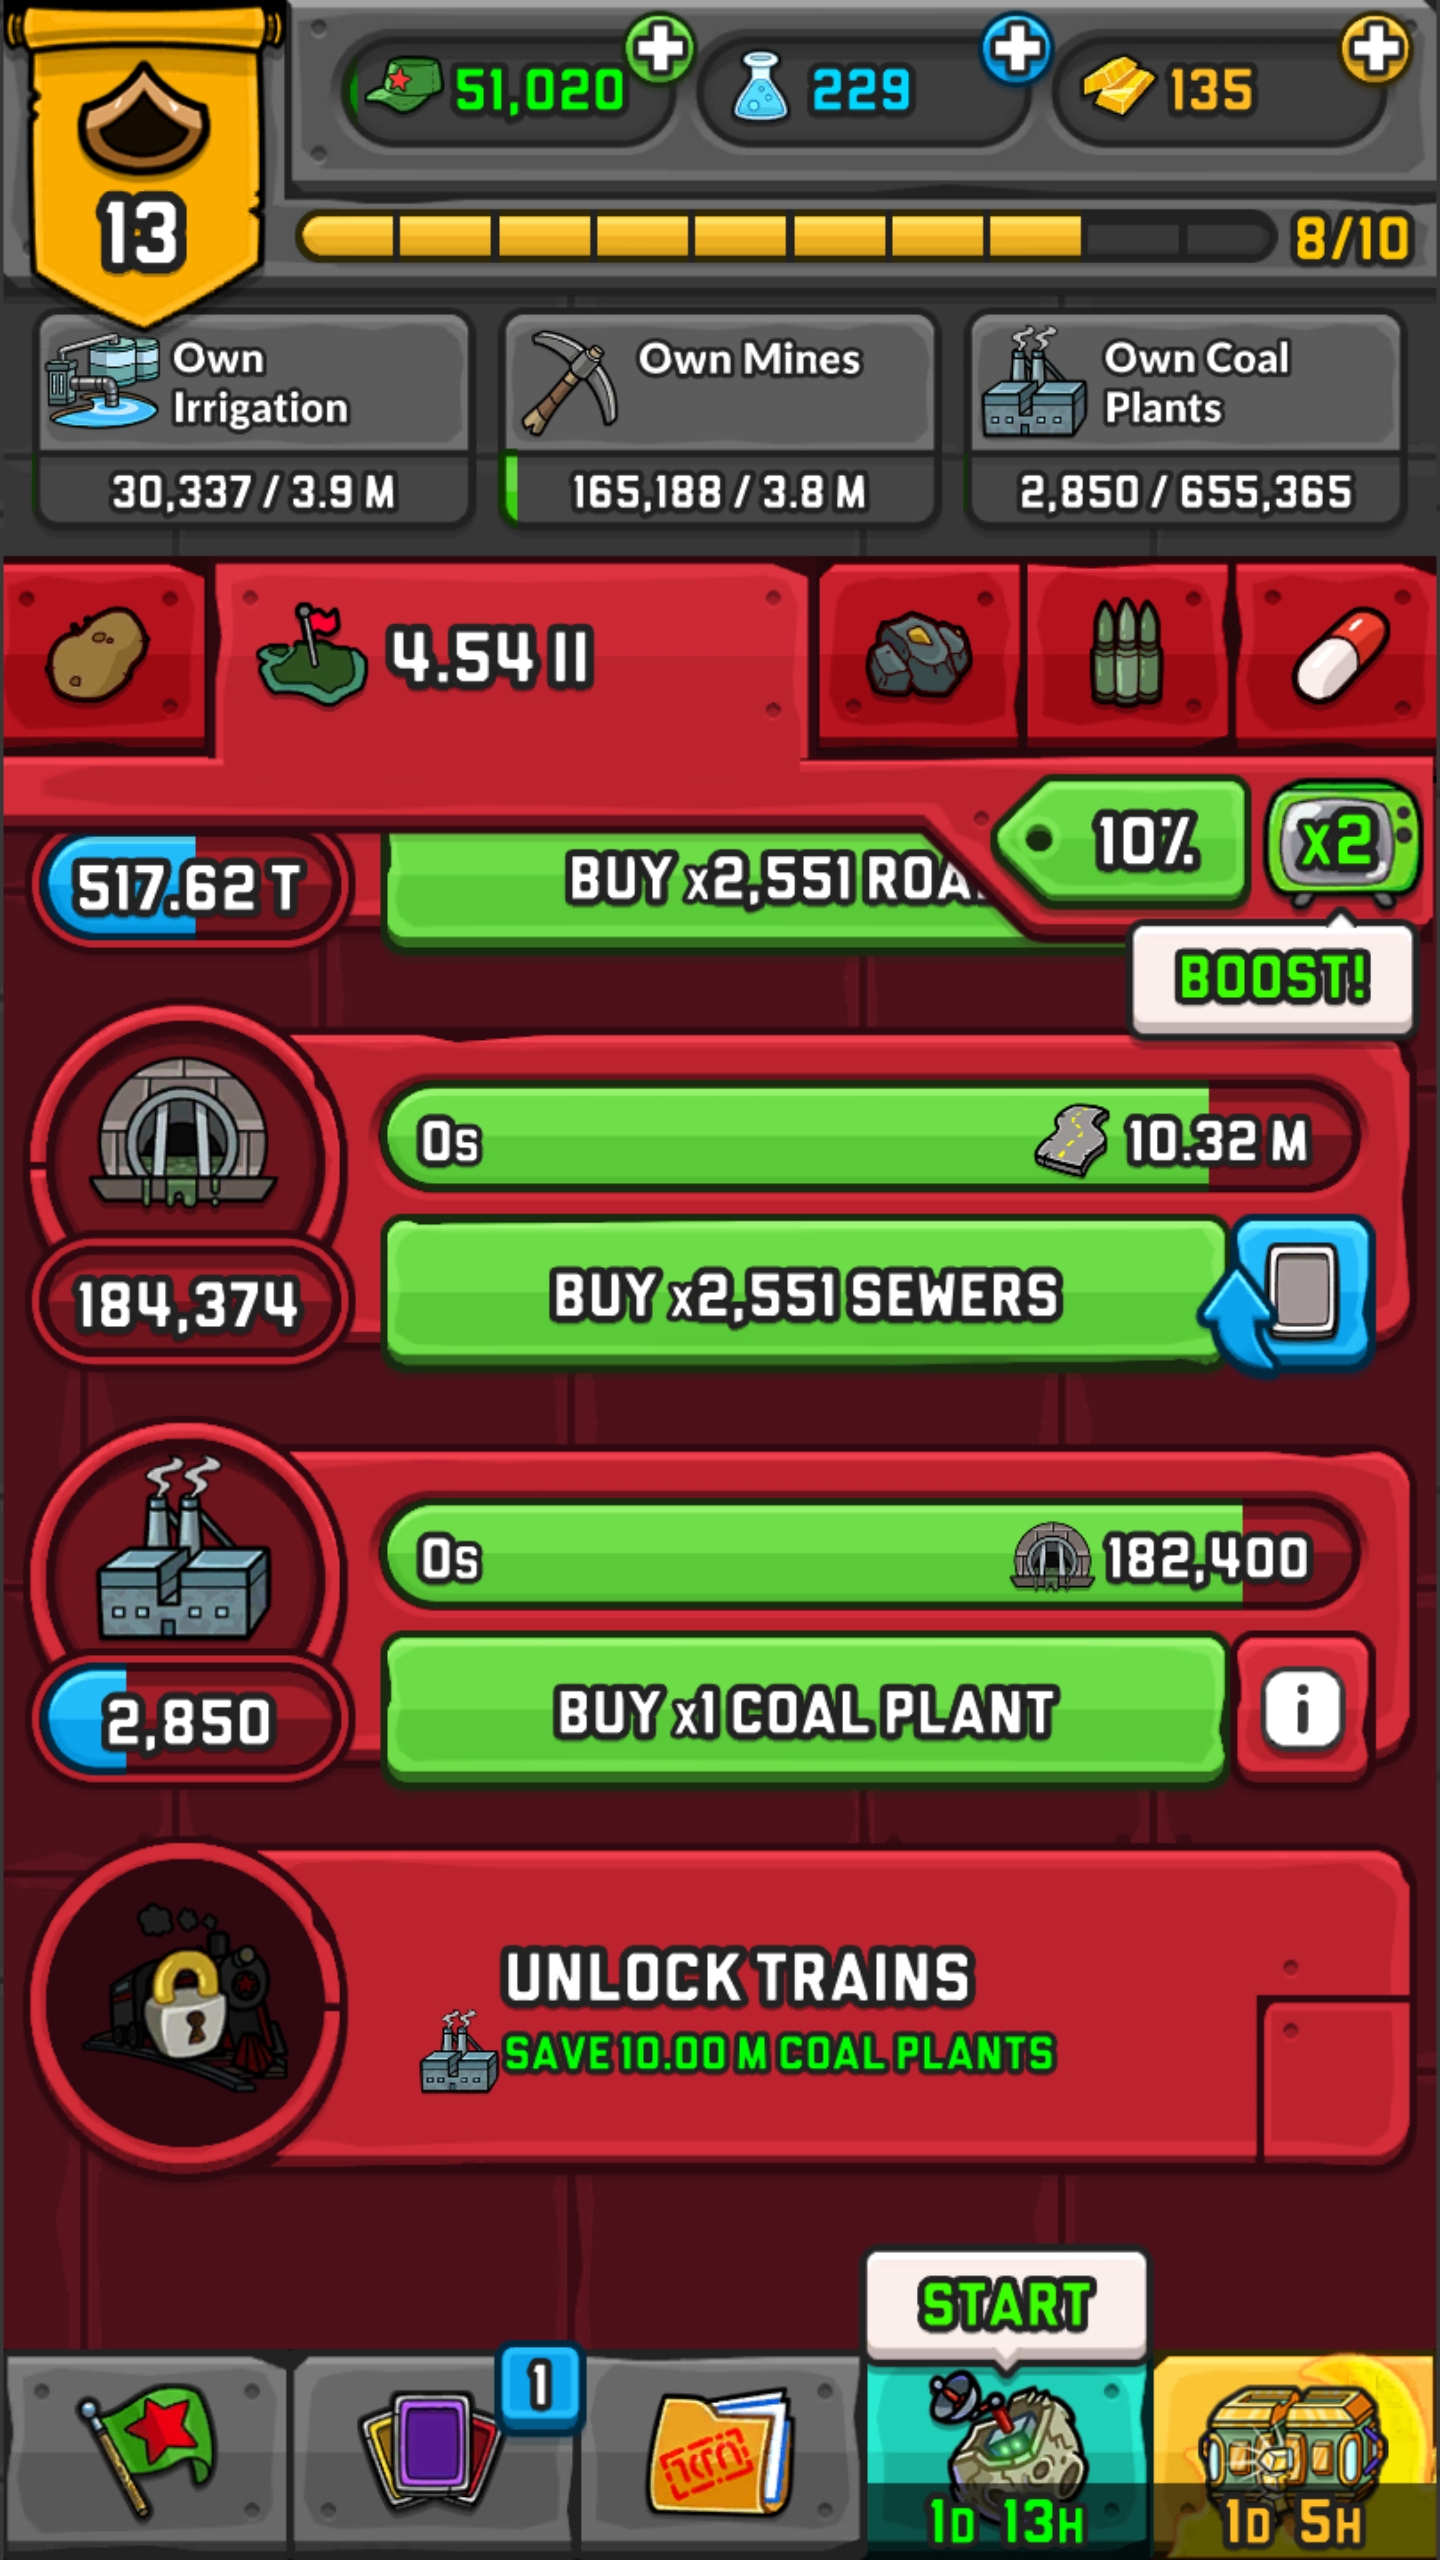 13
51,020
229
135
8/10
Own
Irrigation
30,337 / 3.9 M
Own Mines
165,188 / 3.8 M
Own Coal
Plants
2,850 / 655,365
4.54 II
10%
x2
517.62 T
BUY x2,551 ROA
BOOST!
0s
10.32 M
184,374
BUY x2,551 SEWERS
0s
182,400
2,850
BUY x1 COAL PLANT
i
UNLOCK TRAINS
SAVE 10.00 M COAL PLANTS
START
1
1D 13H
1D 5H